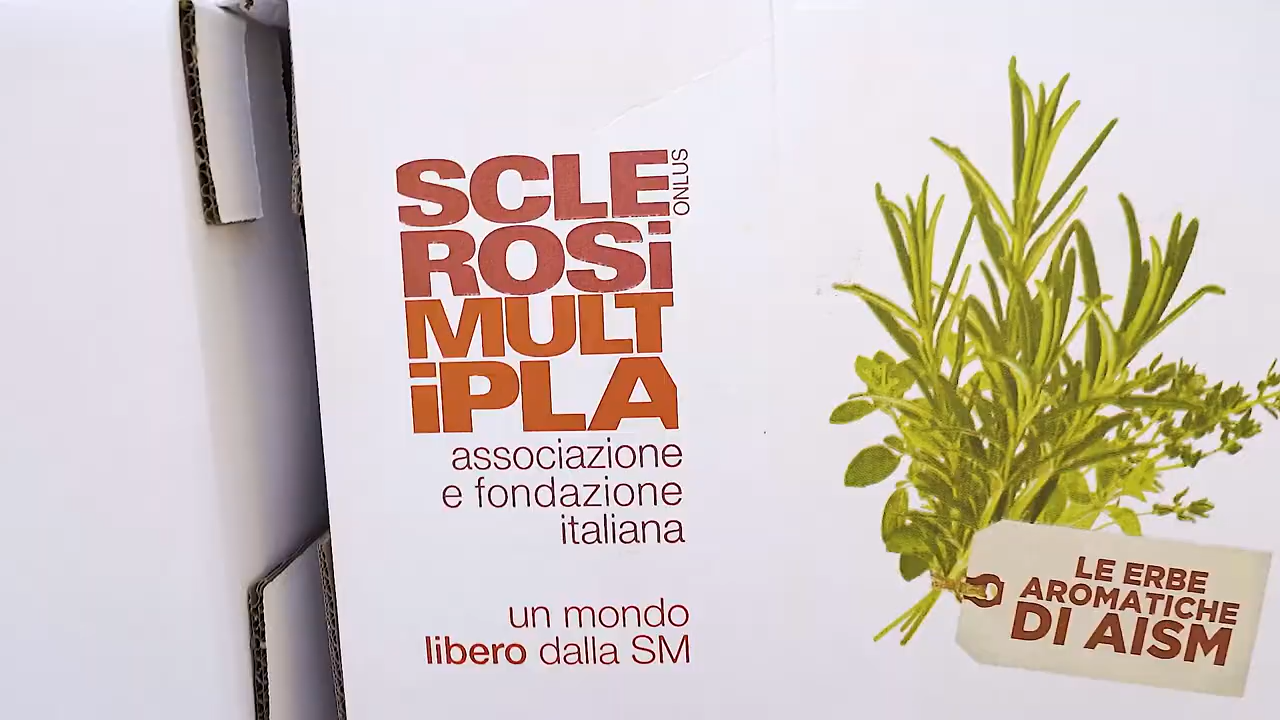 SCLE
ROSi
MULT
iPLA
ONLUS
associazione
e fondazione
italiana
un mondo
libero dalla SM
LE ERBE
AROMATICHE
DI AISM